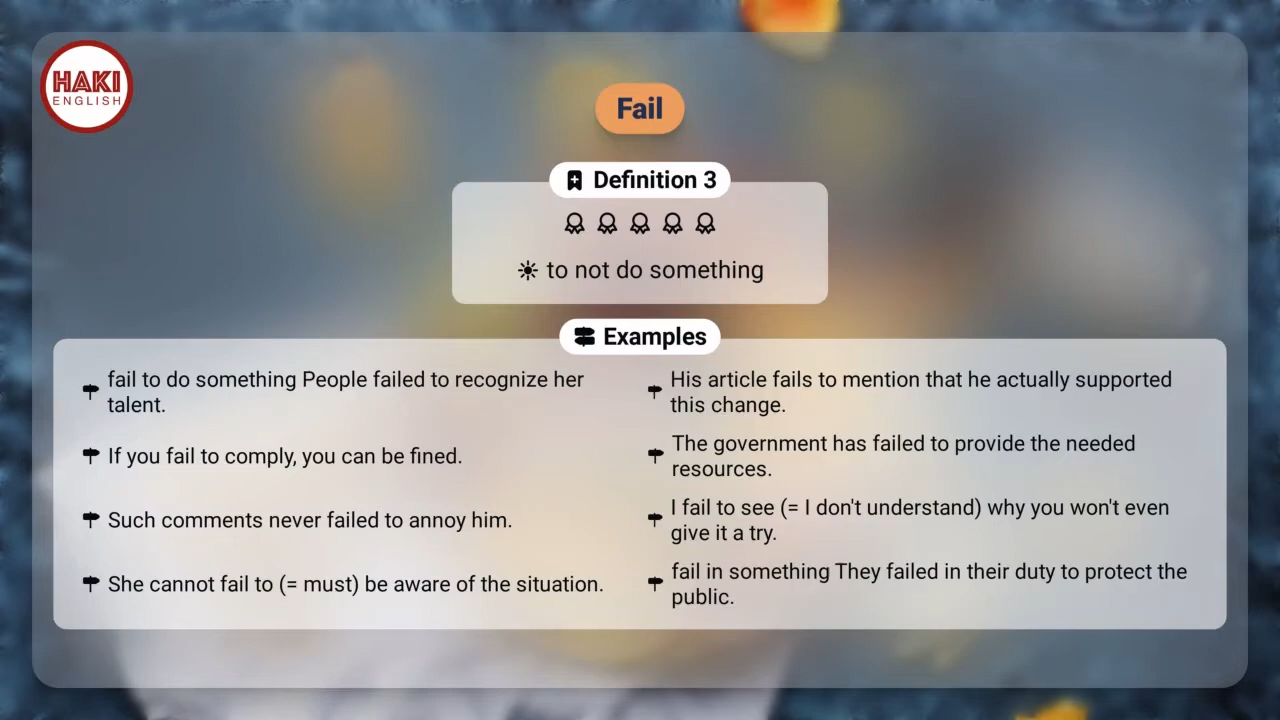 HAKI
ENGLISH
Fail
Definition 3
to not do something
Examples
fail to do something People failed to recognize her
talent.
If you fail to comply, you can be fined.
Such comments never failed to annoy him.
She cannot fail to (= must) be aware of the situation.
His article fails to mention that he actually supported
this change.
The government has failed to provide the needed
resources.
I fail to see (= I don't understand) why you won't even
give it a try.
fail in something They failed in their duty to protect the
public.